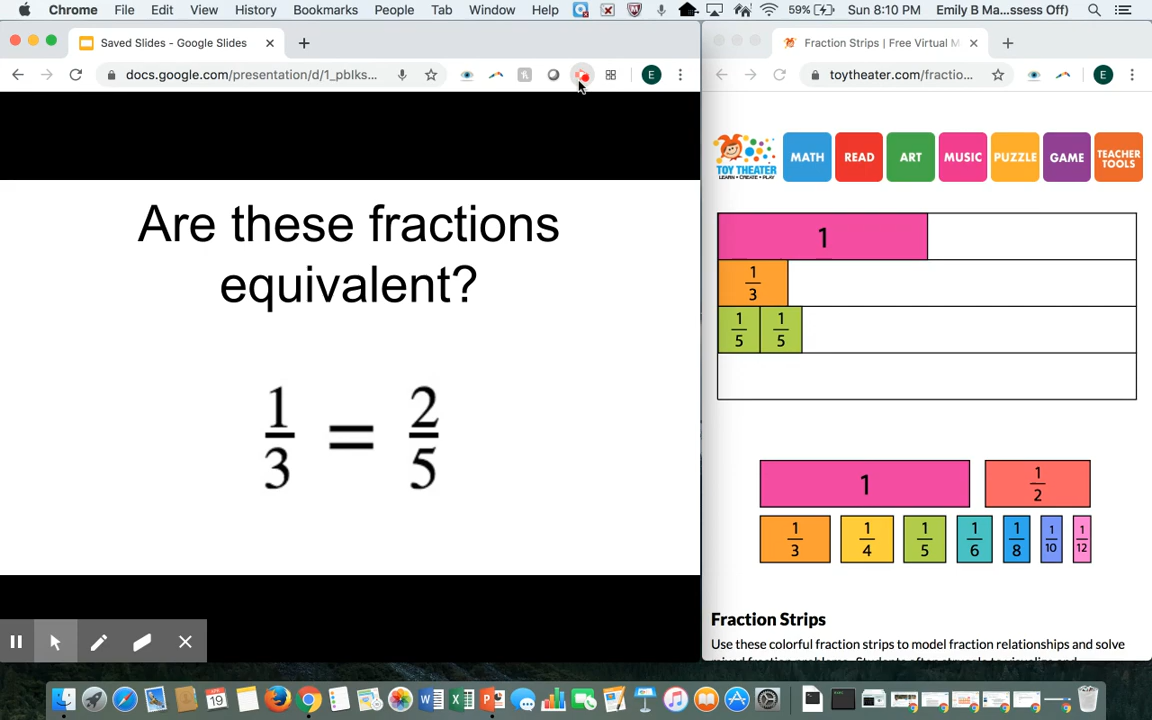 Chrome File Edit View History Bookmarks People Tab Window Help 59% Sun 8:10 PM Emily B Ma...ssess Off)
Saved Slides - Google Slides
docs.google.com/presentation/d/1_pbIks...
E
Are these fractions
equivalent?
1/3 = 2/5
Fraction Strips | Free Virtual M
toytheater.com/fractio...
E
TOY THEATER
LEARN • CREATE • PLAY
MATH
READ
ART
MUSIC
PUZZLE
GAME
TEACHER
TOOLS
1
1/3
1/5 1/5
1 1/2
1/3 1/4 1/5 1/6 1/8 1/10 1/12
Fraction Strips
Use these colorful fraction strips to model fraction relationships and solve